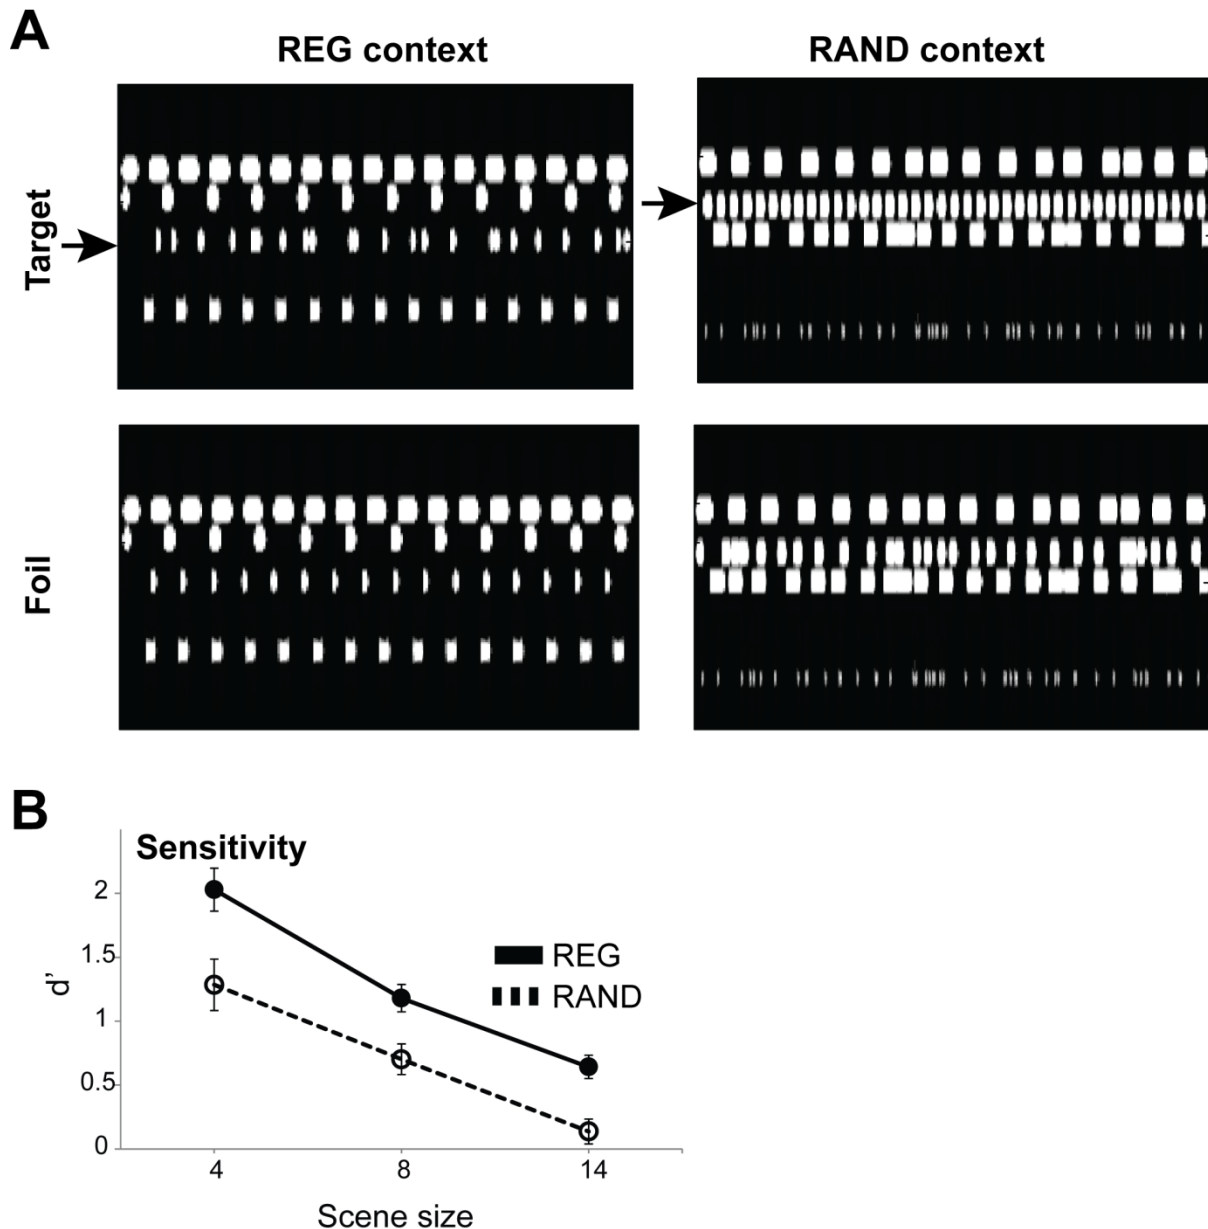 A
REG context
RAND context
Target
Foil
B
Sensitivity
2
1.5
1
0.5
0
d'
REG
RAND
4
8
14
Scene size